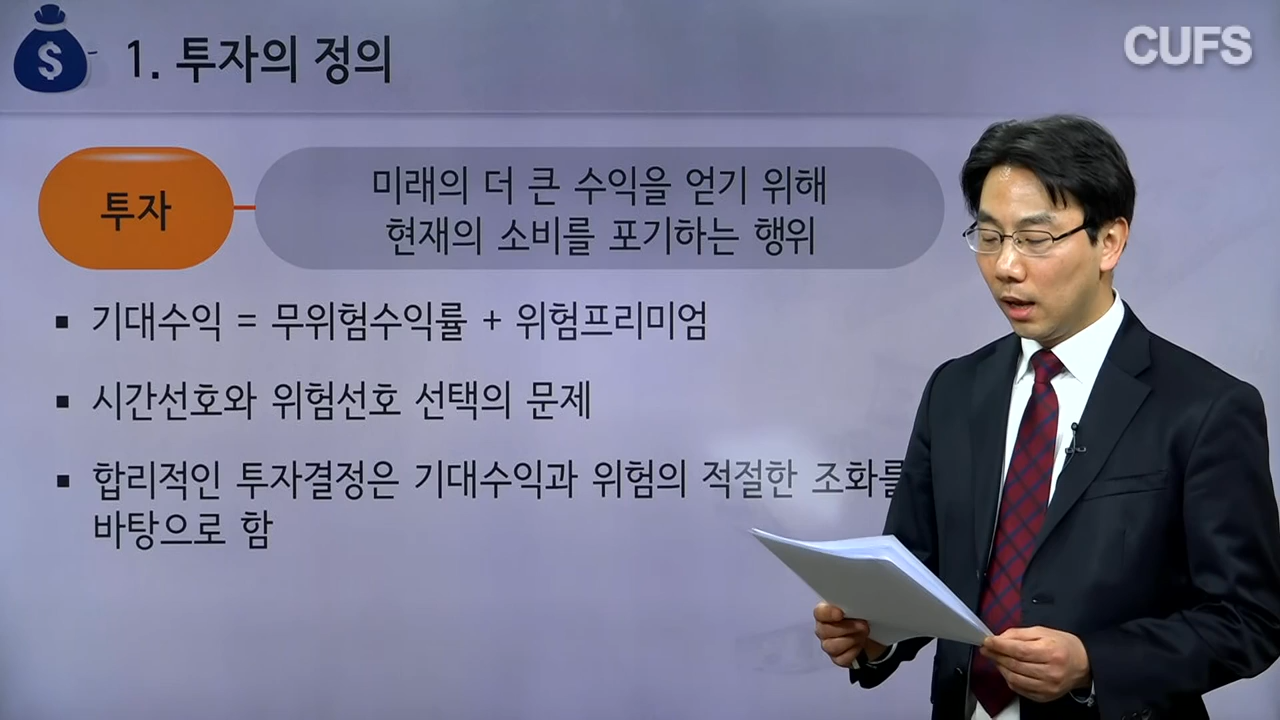 $
1. 투자의 정의
CUFS
투자
미래의 더 큰 수익을 얻기 위해
현재의 소비를 포기하는 행위
▪ 기대수익 = 무위험수익률 + 위험프리미엄
▪ 시간선호와 위험선호 선택의 문제
▪ 합리적인 투자결정은 기대수익과 위험의 적절한 조화를
바탕으로 함